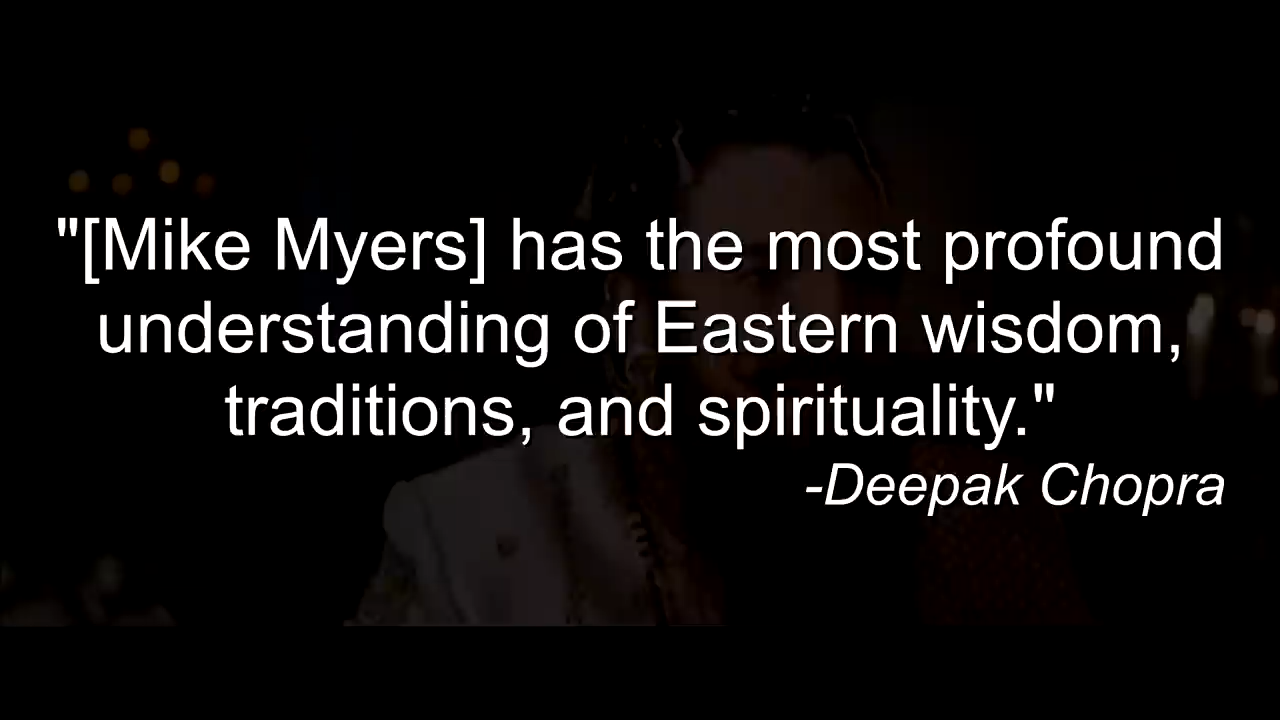 "[Mike Myers] has the most profound
understanding of Eastern wisdom,
traditions, and spirituality."
-Deepak Chopra